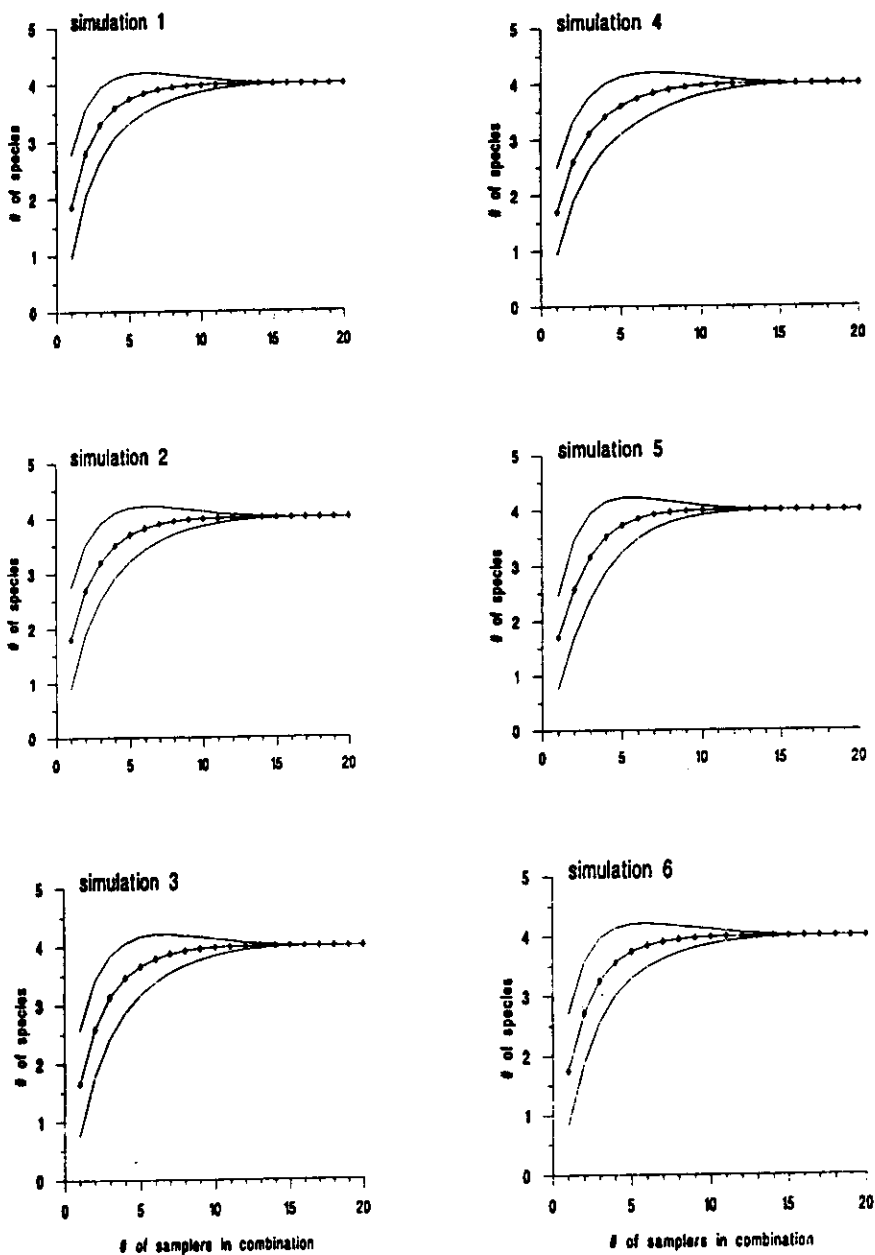 simulation 1
5
4
3
2
1
0
# of species
0 5 10 15 20
simulation 4
5
4
3
2
1
0
# of species
0 5 10 15 20
simulation 2
5
4
3
2
1
0
# of species
0 5 10 15 20
simulation 5
5
4
3
2
1
0
# of species
0 5 10 15 20
simulation 3
5
4
3
2
1
0
# of species
0 5 10 15 20
# of samplers in combination
simulation 6
5
4
3
2
1
0
# of species
0 5 10 15 20
# of samplers in combination